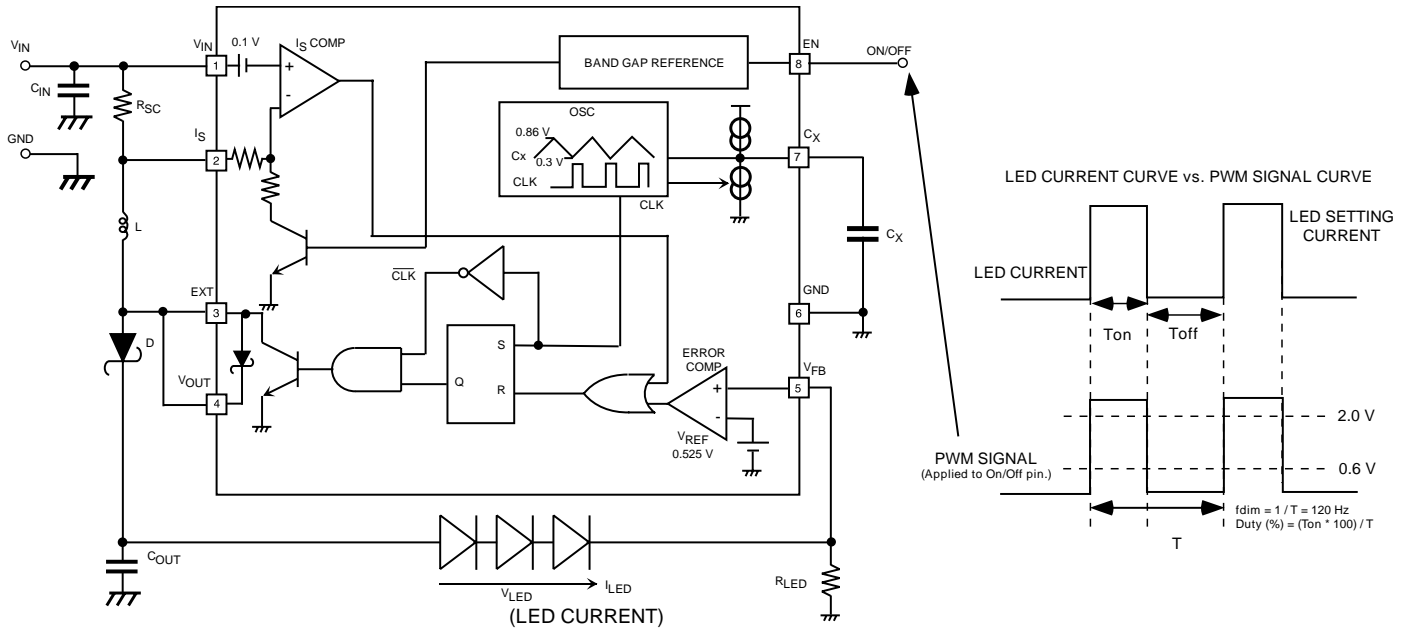 VIN
CIN
RSC
GND
VIN
0.1 V
IS COMP
1
+
-
IS
2
L
EXT
3
D
VOUT
4
BAND GAP REFERENCE
EN
8
ON/OFF
OSC
0.86 V
Cx
0.3 V
CLK
CLK
CX
7
CX
GND
6
CLK
S
Q
R
ERROR
COMP
+
-
VFB
5
VREF
0.525 V
COUT
VLED
ILED
(LED CURRENT)
RLED
LED CURRENT CURVE vs. PWM SIGNAL CURVE
LED SETTING
CURRENT
LED CURRENT
Ton
Toff
2.0 V
PWM SIGNAL
(Applied to On/Off pin.)
0.6 V
fdim = 1 / T = 120 Hz
Duty (%) = (Ton * 100) / T
T